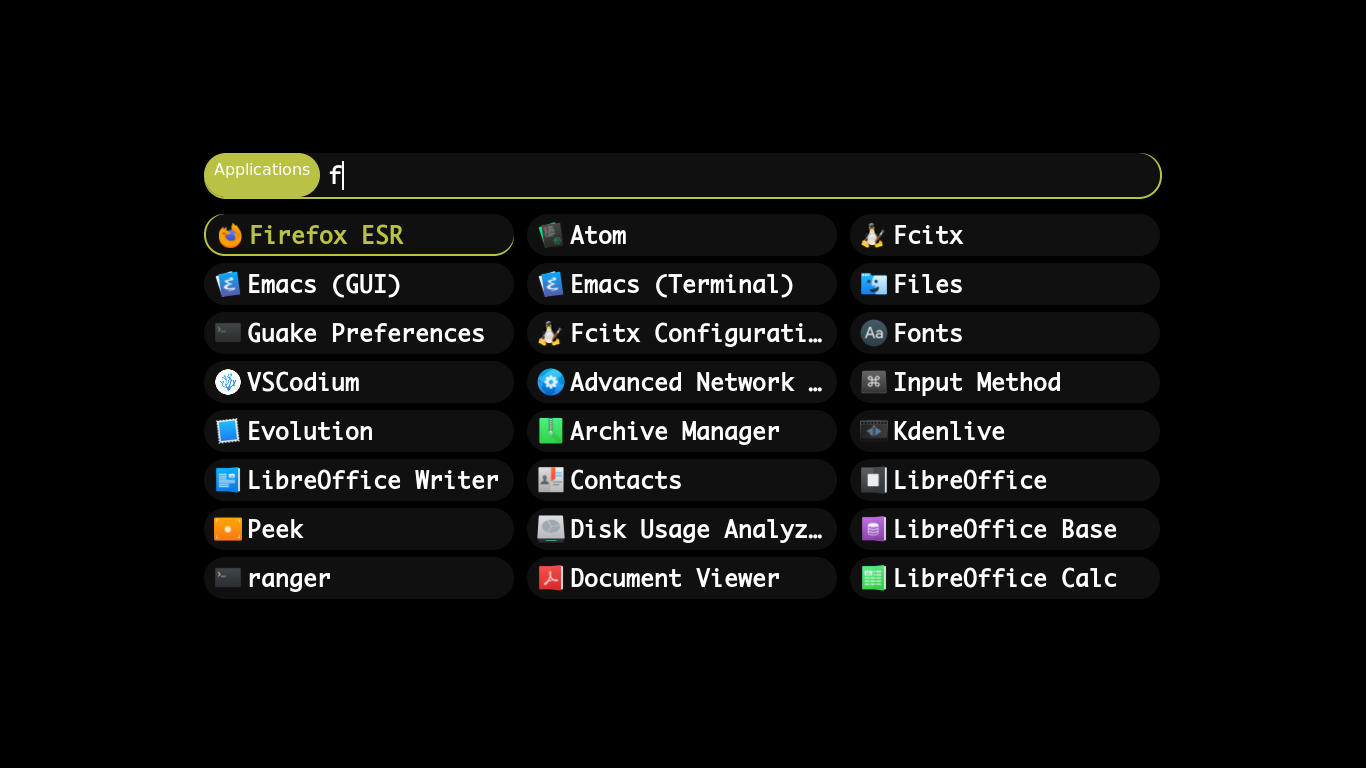 Applications f
Firefox ESR Atom Fcitx
Emacs (GUI) Emacs (Terminal) Files
Guake Preferences Fcitx Configurati… Fonts
VSCodium Advanced Network … Input Method
Evolution Archive Manager Kdenlive
LibreOffice Writer Contacts LibreOffice
Peek Disk Usage Analyz… LibreOffice Base
ranger Document Viewer LibreOffice Calc